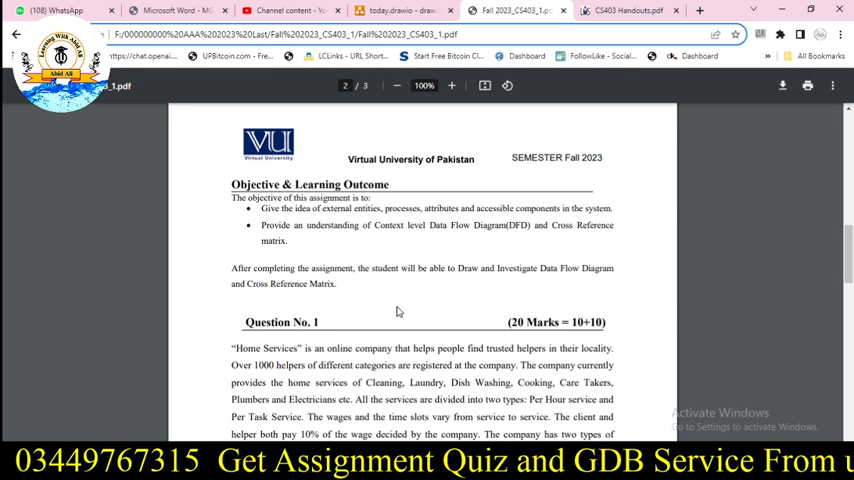 (108) WhatsApp
Microsoft Word - M
Channel content - Yo
today.drawio - draw
Fall 2023_CS403_1.p
CS403 Handouts.pdf
F:/000000000%20AAA%202023%20Last/Fall%202023_CS403_1/Fall%202023_CS403_1.pdf
https://chat.openai....
UPBitcoin.com - Fre...
LCLinks - URL Short...
Start Free Bitcoin Cl...
Dashboard
FollowLike - Social...
Dashboard
All Bookmarks
Learning With Abid Ali
Abid Ali
03_1.pdf
2 / 3
100%
VU
Virtual University
Virtual University of Pakistan
SEMESTER Fall 2023
Objective & Learning Outcome
The objective of this assignment is to:
• Give the idea of external entities, processes, attributes and accessible components in the system.
• Provide an understanding of Context level Data Flow Diagram(DFD) and Cross Reference
matrix.
After completing the assignment, the student will be able to Draw and Investigate Data Flow Diagram
and Cross Reference Matrix.
Question No. 1
(20 Marks = 10+10)
“Home Services” is an online company that helps people find trusted helpers in their locality.
Over 1000 helpers of different categories are registered at the company. The company currently
provides the home services of Cleaning, Laundry, Dish Washing, Cooking, Care Takers,
Plumbers and Electricians etc. All the services are divided into two types: Per Hour service and
Per Task Service. The wages and the time slots vary from service to service. The client and
helper both pay 10% of the wage decided by the company. The company has two types of
Activate Windows
Go to Settings to activate Windows.
03449767315 Get Assignment Quiz and GDB Service From u